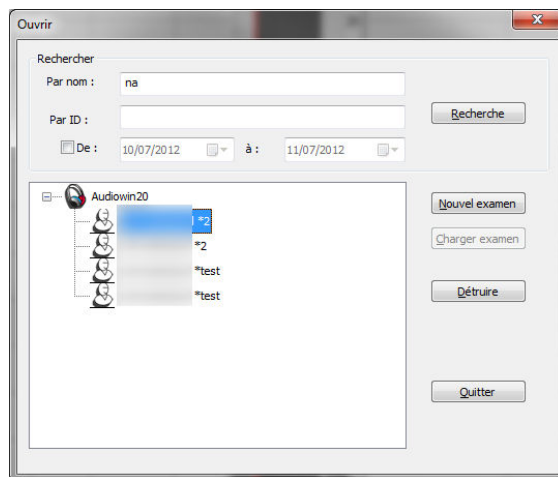 Ouvrir
Rechercher
Par nom : na
Par ID :
Recherche
De : 10/07/2012 à : 11/07/2012
Audiowin20
*2
*2
*test
*test
Nouvel examen
Charger examen
Détruire
Quitter